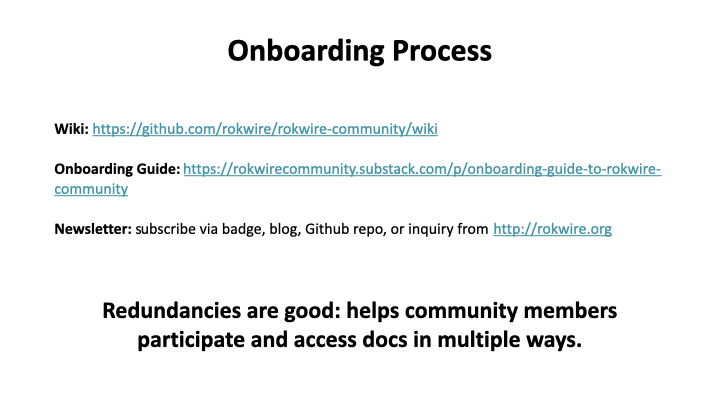 Onboarding Process
Wiki: https://github.com/rokwire/rokwire-community/wiki
Onboarding Guide: https://rokwirecommunity.substack.com/p/onboarding-guide-to-rokwire-
community
Newsletter: subscribe via badge, blog, Github repo, or inquiry from http://rokwire.org
Redundancies are good: helps community members
participate and access docs in multiple ways.